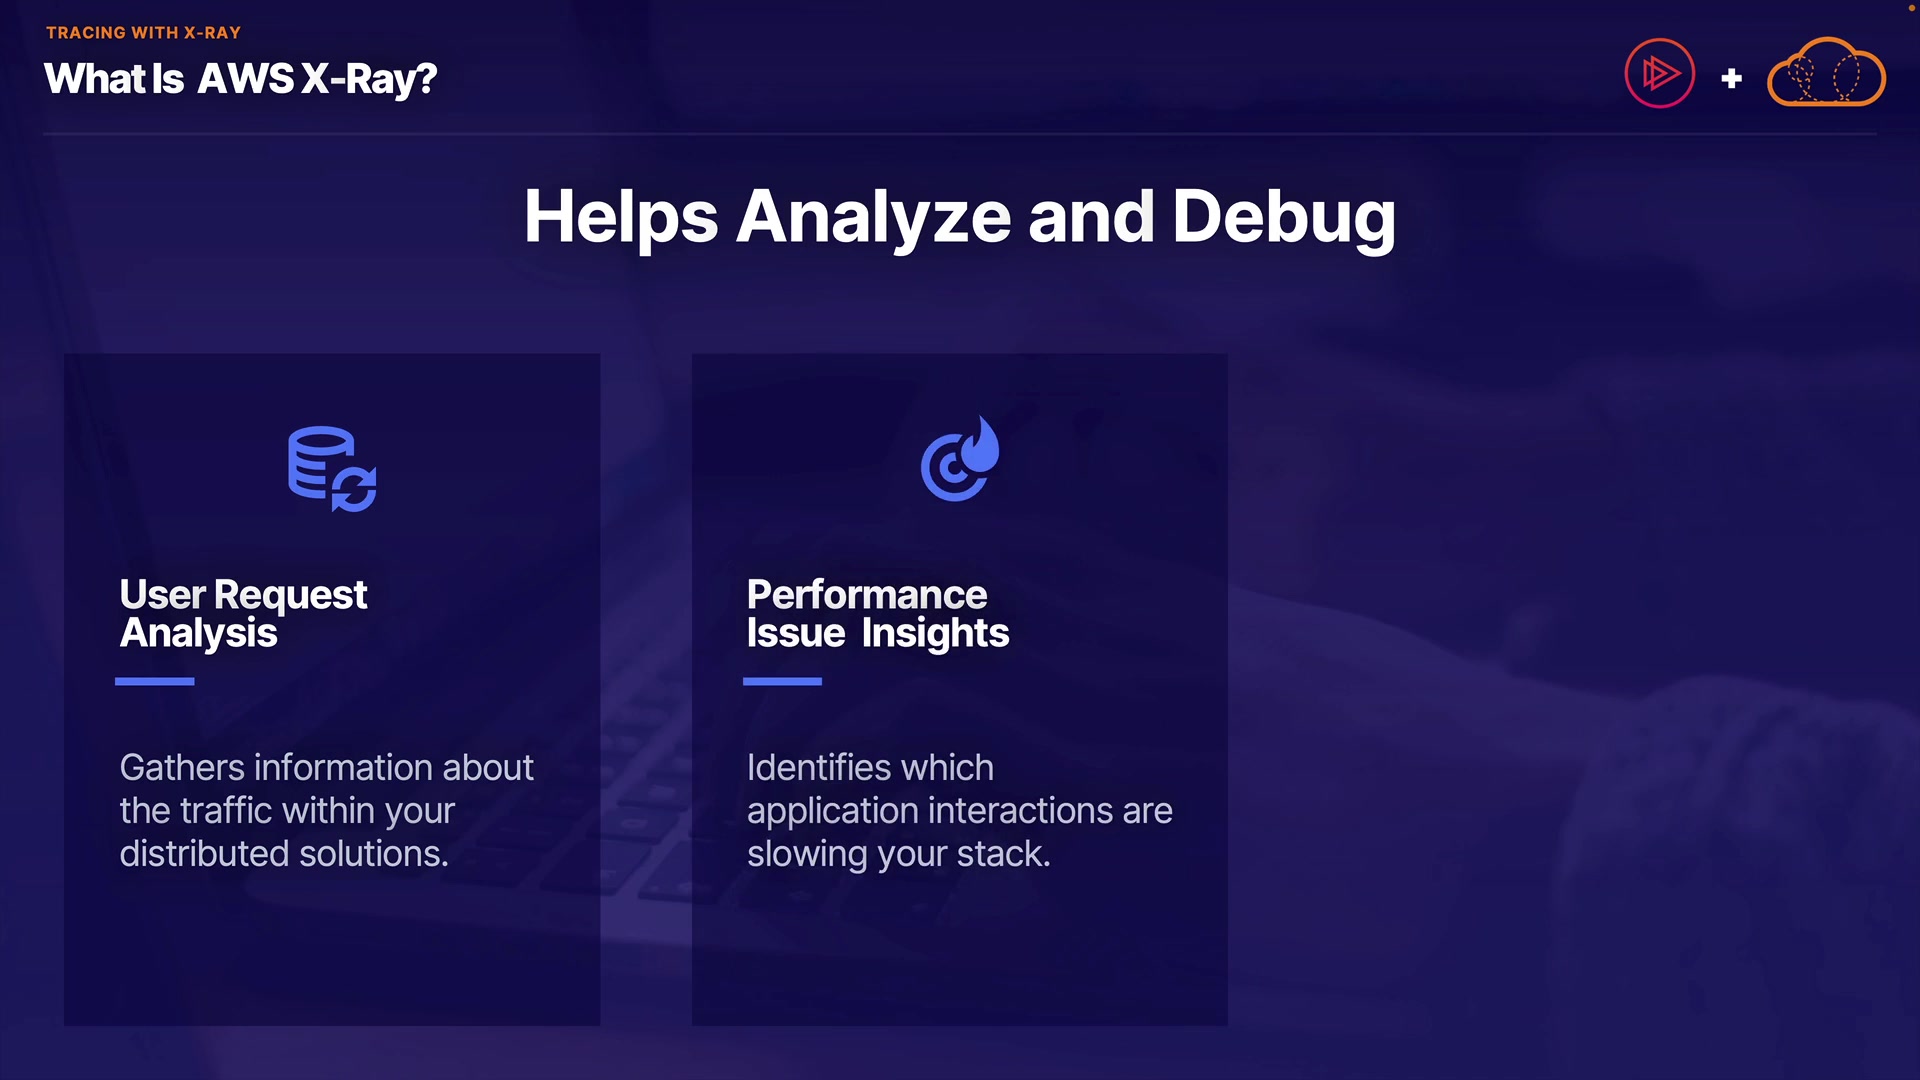 TRACING WITH X-RAY
What Is AWS X-Ray?
Helps Analyze and Debug
User Request
Analysis
Gathers information about
the traffic within your
distributed solutions.
Performance
Issue Insights
Identifies which
application interactions are
slowing your stack.